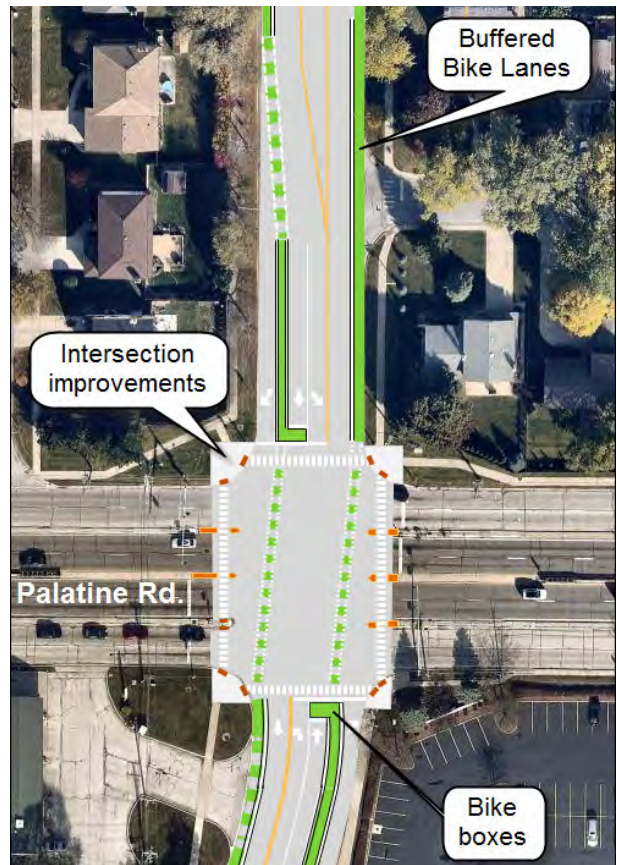 Buffered
Bike Lanes
Intersection
improvements
Palatine Rd.
Bike
boxes